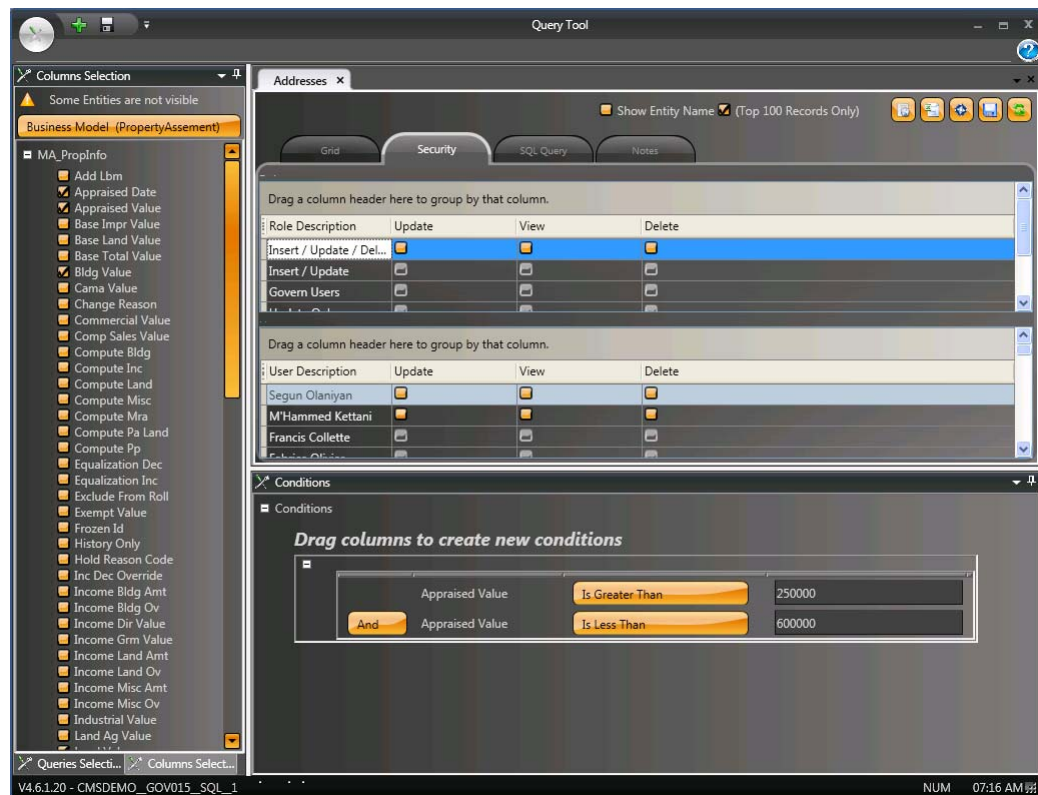 Query Tool
Columns Selection
Some Entities are not visible
Business Model (PropertyAssement)
MA_PropInfo
Add Lbm
Appraised Date
Appraised Value
Base Impr Value
Base Land Value
Base Total Value
Bldg Value
Cama Value
Change Reason
Commercial Value
Comp Sales Value
Compute Bldg
Compute Inc
Compute Land
Compute Misc
Compute Mra
Compute Pa Land
Compute Pp
Equalization Dec
Equalization Inc
Exclude From Roll
Exempt Value
Frozen Id
History Only
Hold Reason Code
Inc Dec Override
Income Bldg Amt
Income Bldg Ov
Income Dir Value
Income Grm Value
Income Land Amt
Income Land Ov
Income Misc Amt
Income Misc Ov
Industrial Value
Land Ag Value
Queries Selecti... Columns Select...
Addresses
Show Entity Name (Top 100 Records Only)
Grid Security SQL Query Notes
Drag a column header here to group by that column.
Role Description Update View Delete
Insert / Update / Del...
Insert / Update
Govern Users
Drag a column header here to group by that column.
User Description Update View Delete
Segun Olaniyan
M'Hammed Kettani
Francis Collette
Conditions
Conditions
Drag columns to create new conditions
Appraised Value Is Greater Than 250000
And Appraised Value Is Less Than 600000
V4.6.1.20 - CMSDEMO_GOV015_SQL_1 NUM 07:16 AM